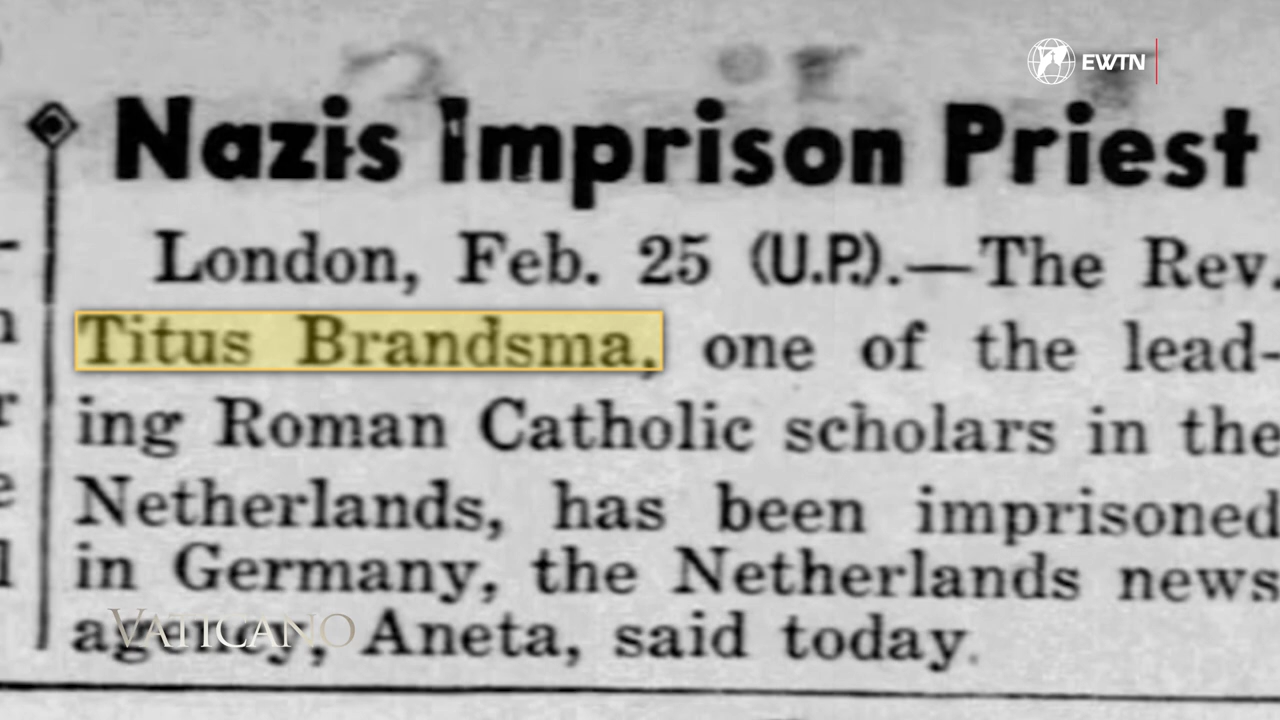 EWTN
Nazis Imprison Priest
London, Feb. 25 (U.P.).—The Rev.
Titus Brandsma, one of the lead-
ing Roman Catholic scholars in the
Netherlands, has been imprisoned
in Germany, the Netherlands news
agency, Aneta, said today.
VATICANO